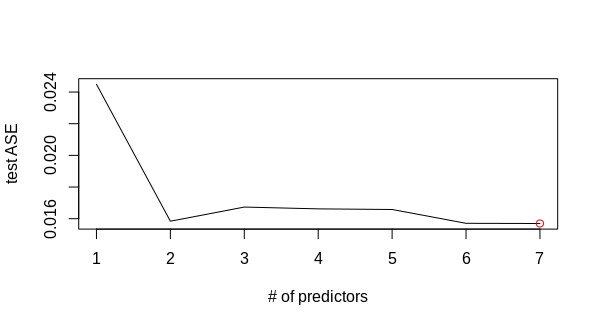 test ASE
0.024
0.020
0.016
1 2 3 4 5 6 7
# of predictors